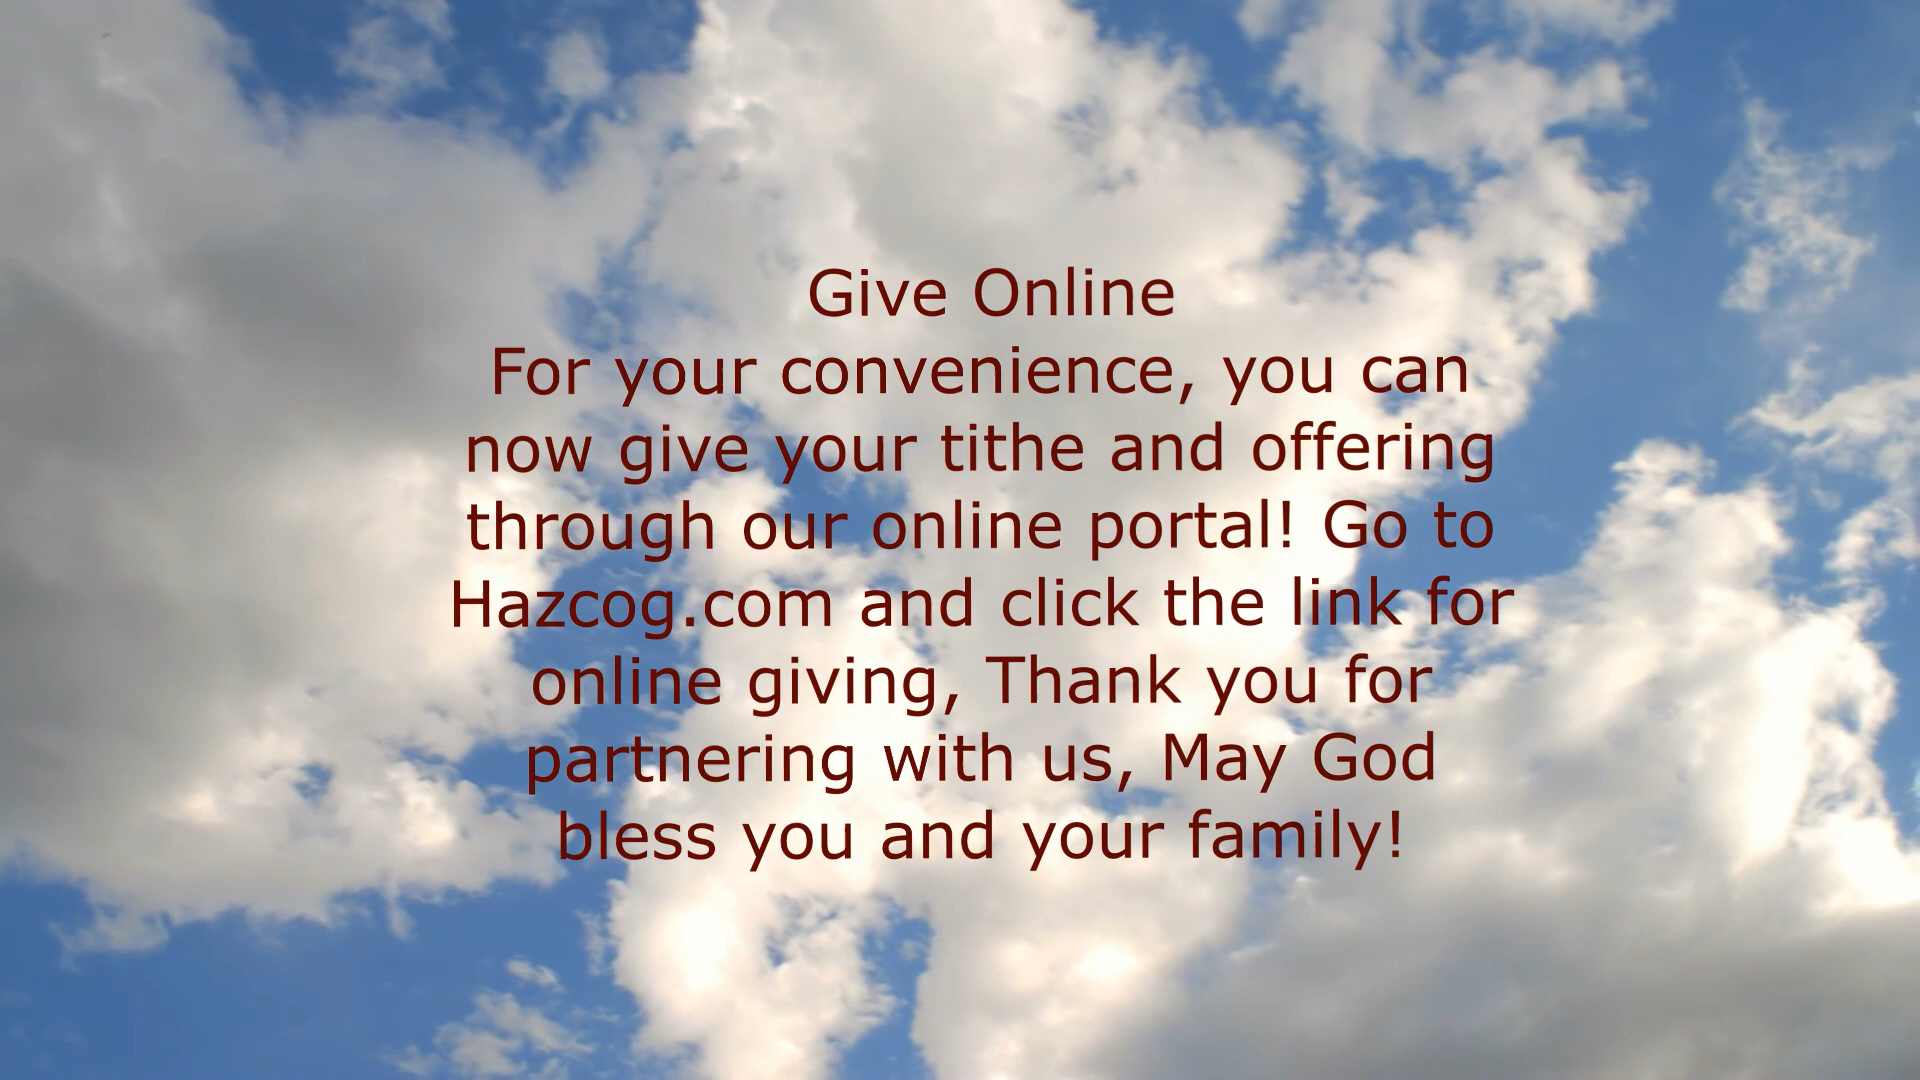 Give Online
For your convenience, you can
now give your tithe and offering
through our online portal! Go to
Hazcog.com and click the link for
online giving, Thank you for
partnering with us, May God
bless you and your family!